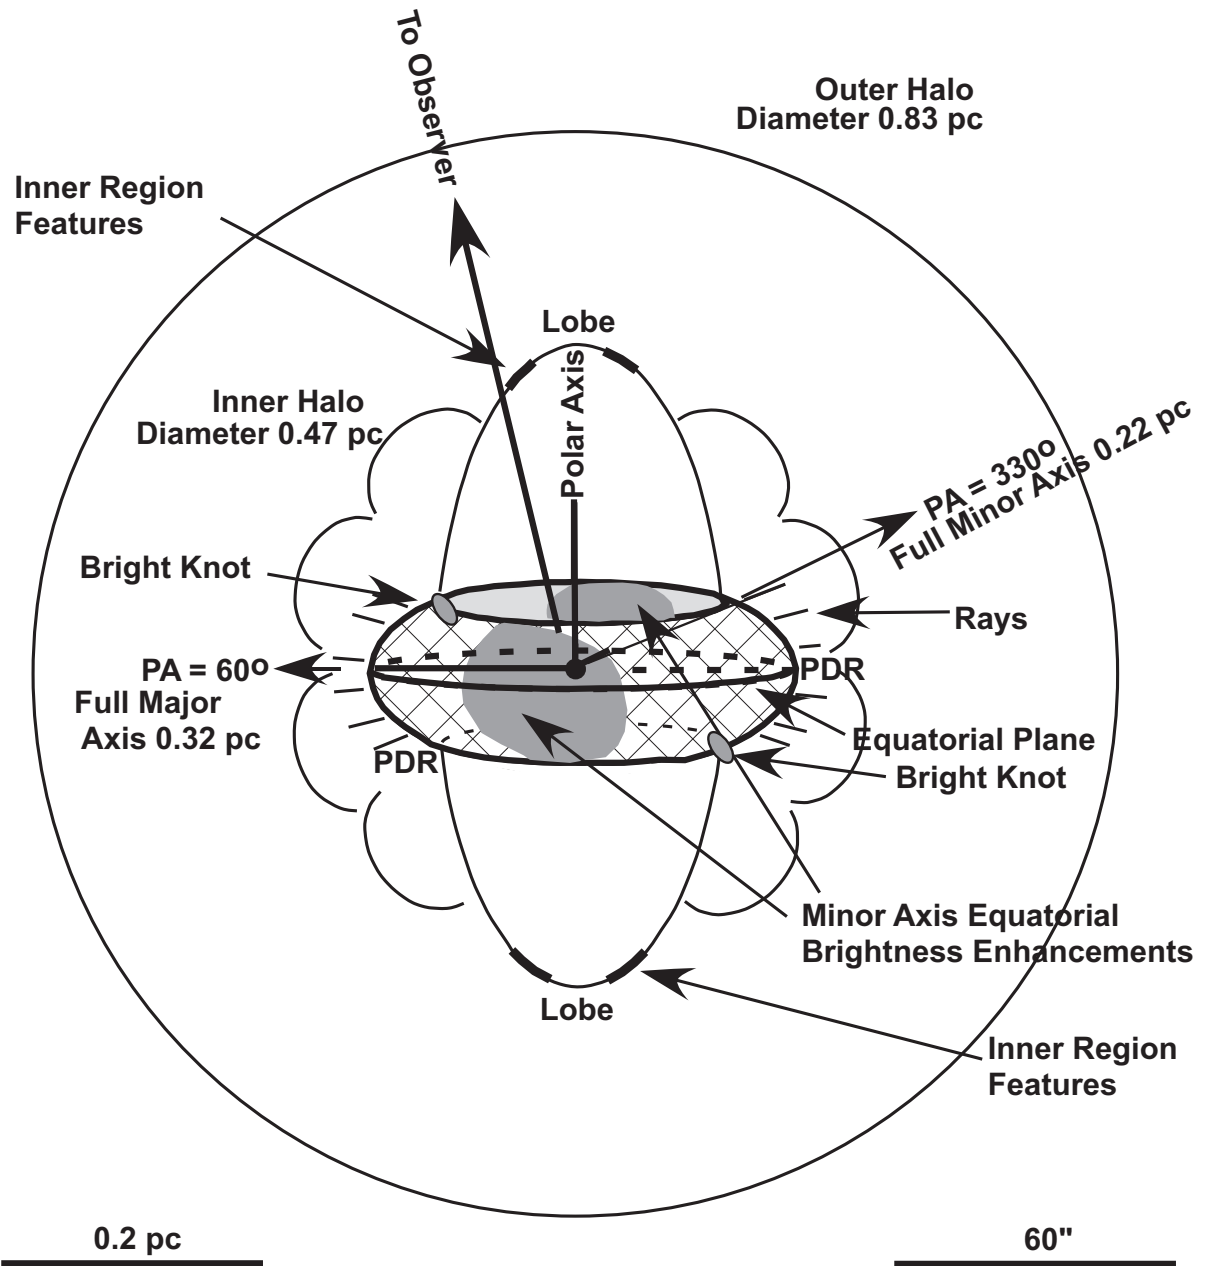 To Observer
Outer Halo
Diameter 0.83 pc
Inner Region
Features
Lobe
Polar Axis
Inner Halo
Diameter 0.47 pc
PA = 330o
Full Minor Axis 0.22 pc
Bright Knot
Rays
PA = 60o
Full Major
Axis 0.32 pc
PDR
PDR
Equatorial Plane
Bright Knot
Minor Axis Equatorial
Brightness Enhancements
Lobe
Inner Region
Features
0.2 pc
60"